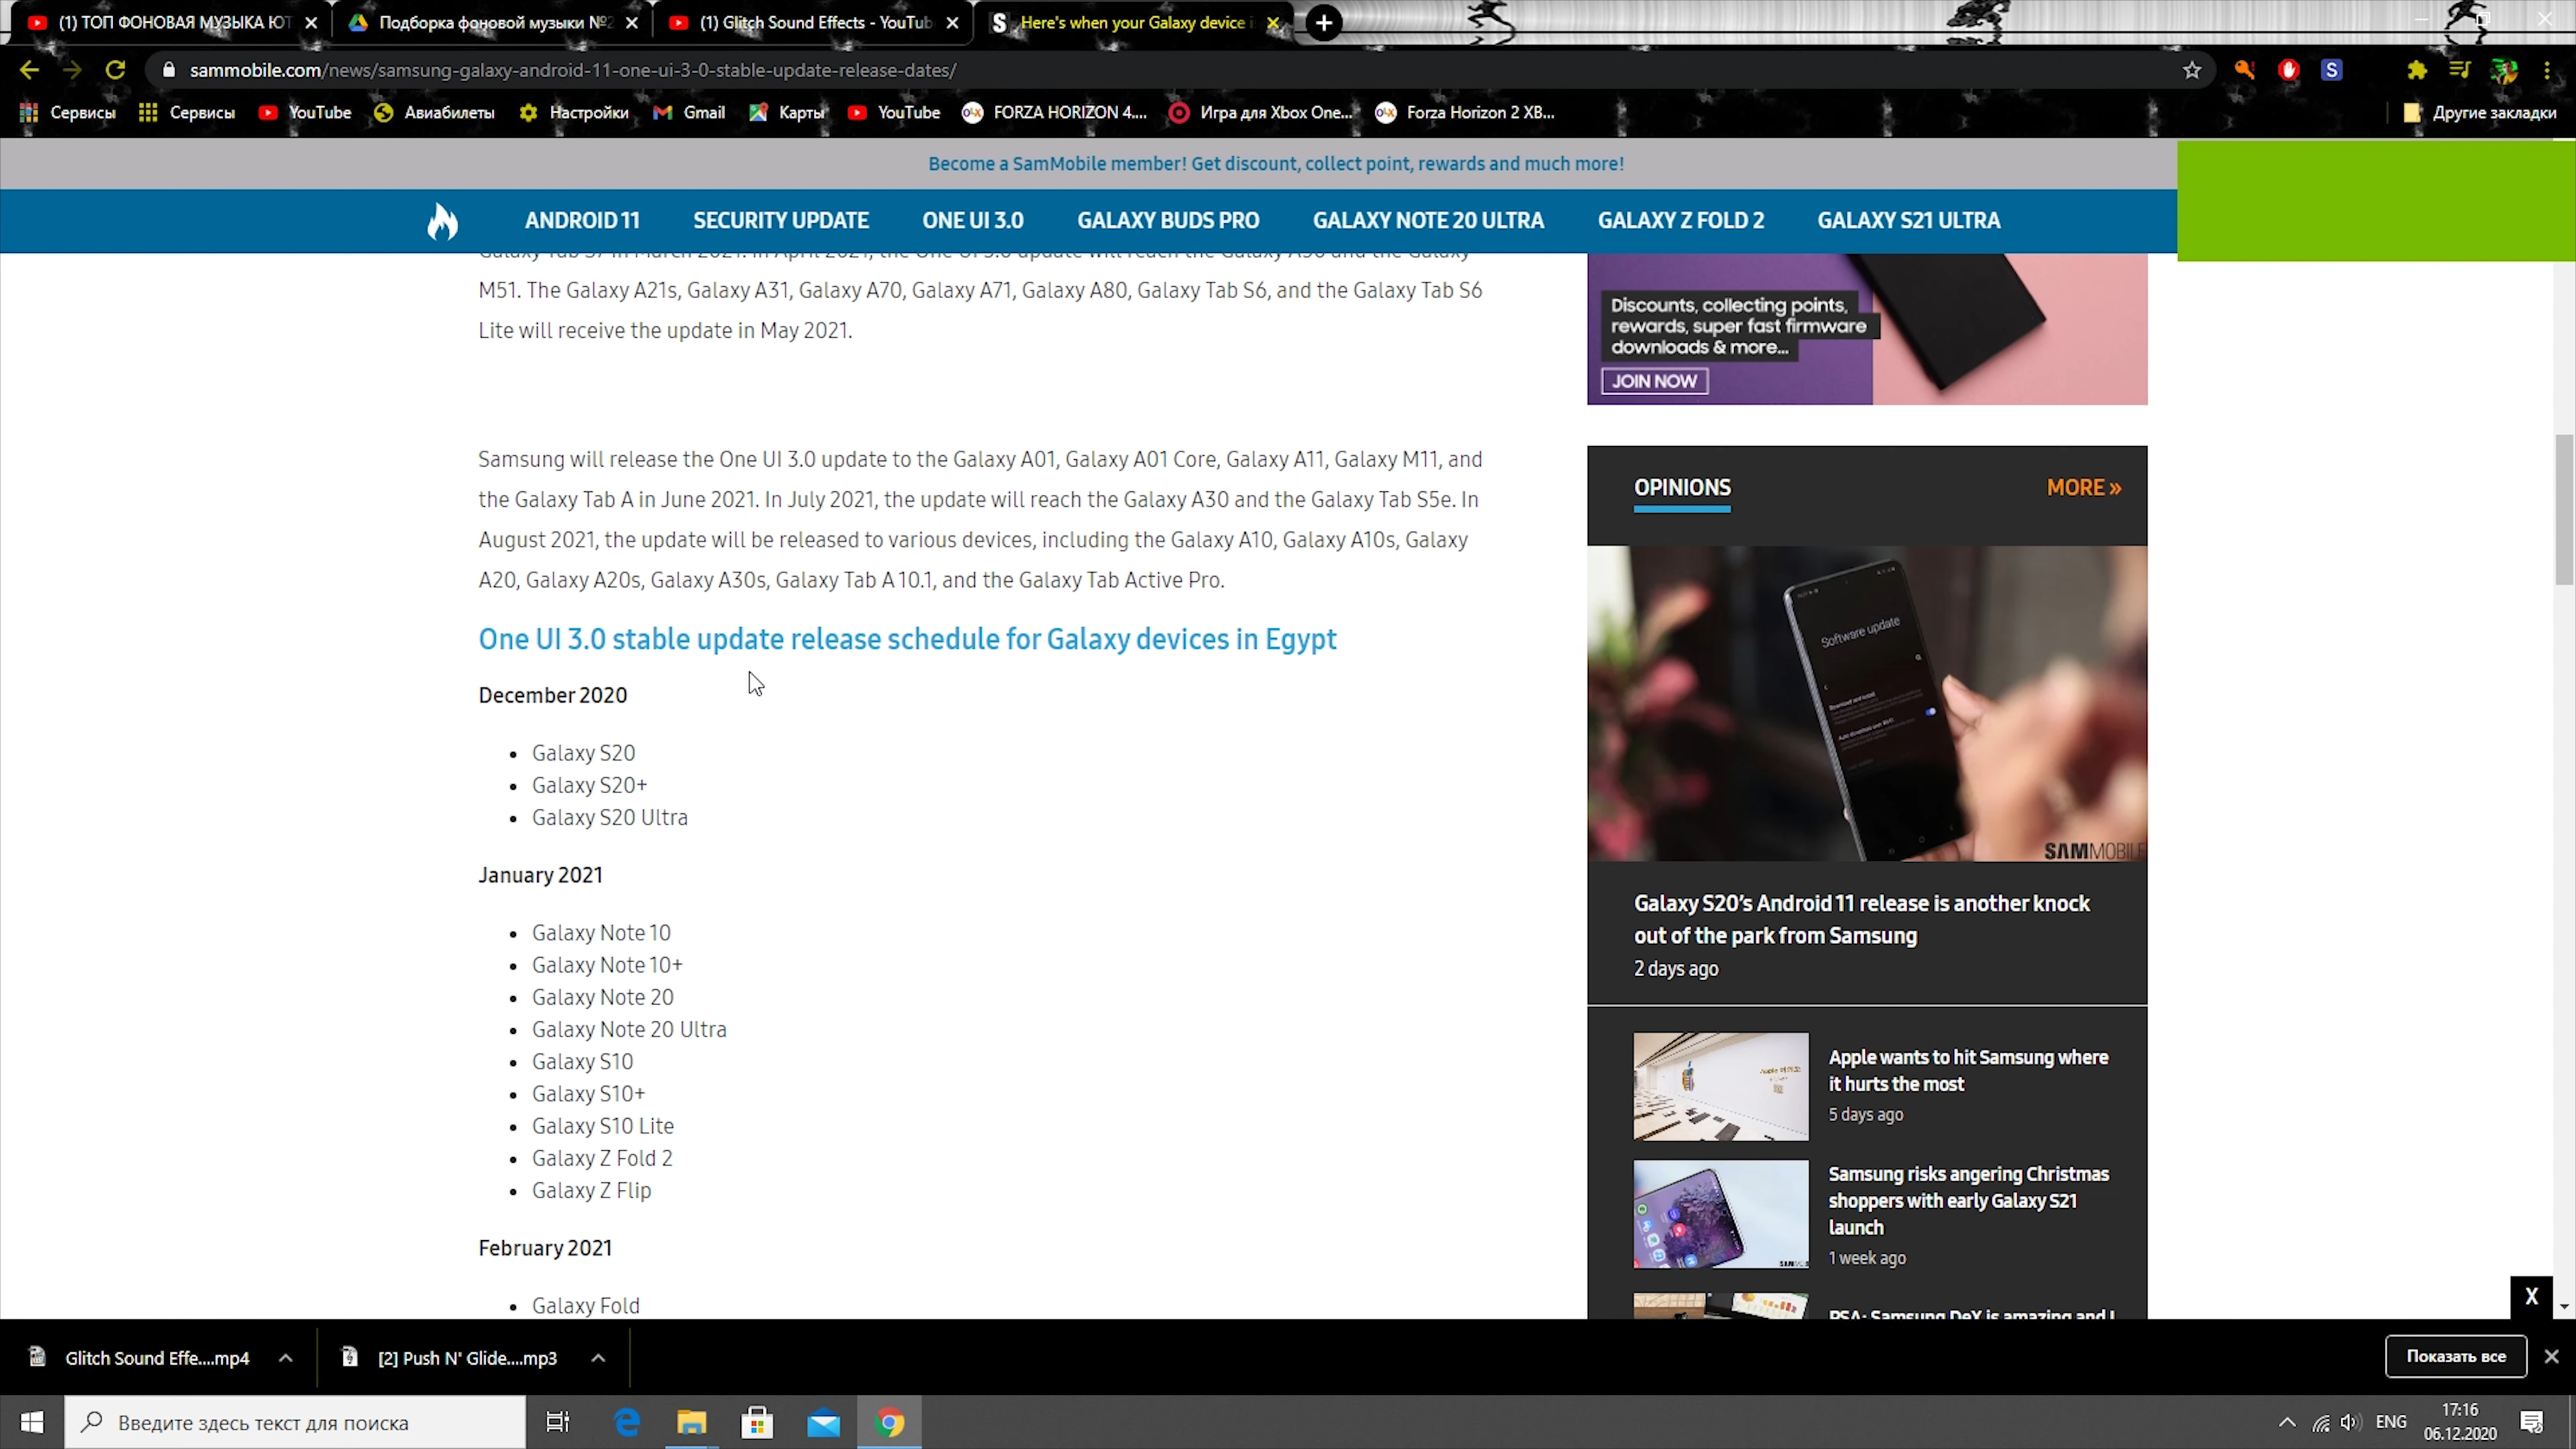 (1) ТОП ФОНОВАЯ МУЗЫКА ЮТ
Подборка фоновой музыки №2
(1) Glitch Sound Effects - YouTub
Here's when your Galaxy device i
sammobile.com/news/samsung-galaxy-android-11-one-ui-3-0-stable-update-release-dates/
Сервисы
Сервисы
YouTube
Авиабилеты
Настройки
Gmail
Карты
YouTube
FORZA HORIZON 4....
Игра для Xbox One...
Forza Horizon 2 XB...
Другие закладки
Become a SamMobile member! Get discount, collect point, rewards and much more!
ANDROID 11
SECURITY UPDATE
ONE UI 3.0
GALAXY BUDS PRO
GALAXY NOTE 20 ULTRA
GALAXY Z FOLD 2
GALAXY S21 ULTRA
Galaxy Tab S7 in March 2021. In April 2021, the One UI 3.0 update will reach the Galaxy A50 and the Galaxy
M51. The Galaxy A21s, Galaxy A31, Galaxy A70, Galaxy A71, Galaxy A80, Galaxy Tab S6, and the Galaxy Tab S6
Lite will receive the update in May 2021.
Samsung will release the One UI 3.0 update to the Galaxy A01, Galaxy A01 Core, Galaxy A11, Galaxy M11, and
the Galaxy Tab A in June 2021. In July 2021, the update will reach the Galaxy A30 and the Galaxy Tab S5e. In
August 2021, the update will be released to various devices, including the Galaxy A10, Galaxy A10s, Galaxy
A20, Galaxy A20s, Galaxy A30s, Galaxy Tab A 10.1, and the Galaxy Tab Active Pro.
One UI 3.0 stable update release schedule for Galaxy devices in Egypt
December 2020
Galaxy S20
Galaxy S20+
Galaxy S20 Ultra
January 2021
Galaxy Note 10
Galaxy Note 10+
Galaxy Note 20
Galaxy Note 20 Ultra
Galaxy S10
Galaxy S10+
Galaxy S10 Lite
Galaxy Z Fold 2
Galaxy Z Flip
February 2021
Galaxy Fold
Discounts, collecting points,
rewards, super fast firmware
downloads & more...
JOIN NOW
OPINIONS
MORE »
Software update
SAMMOBILE
Galaxy S20's Android 11 release is another knock
out of the park from Samsung
2 days ago
Apple wants to hit Samsung where
it hurts the most
5 days ago
Samsung risks angering Christmas
shoppers with early Galaxy S21
launch
1 week ago
PSA: Samsung DeX is amazing and I
X
Glitch Sound Effe....mp4
[2] Push N' Glide....mp3
Показать все
Введите здесь текст для поиска
ENG
17:16
06.12.2020